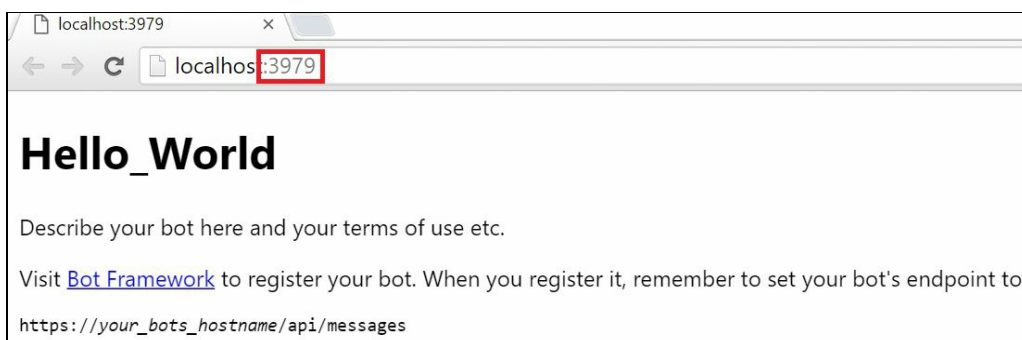 localhost:3979
localhost:3979
Hello_World
Describe your bot here and your terms of use etc.
Visit Bot Framework to register your bot. When you register it, remember to set your bot's endpoint to
https://your_bots_hostname/api/messages